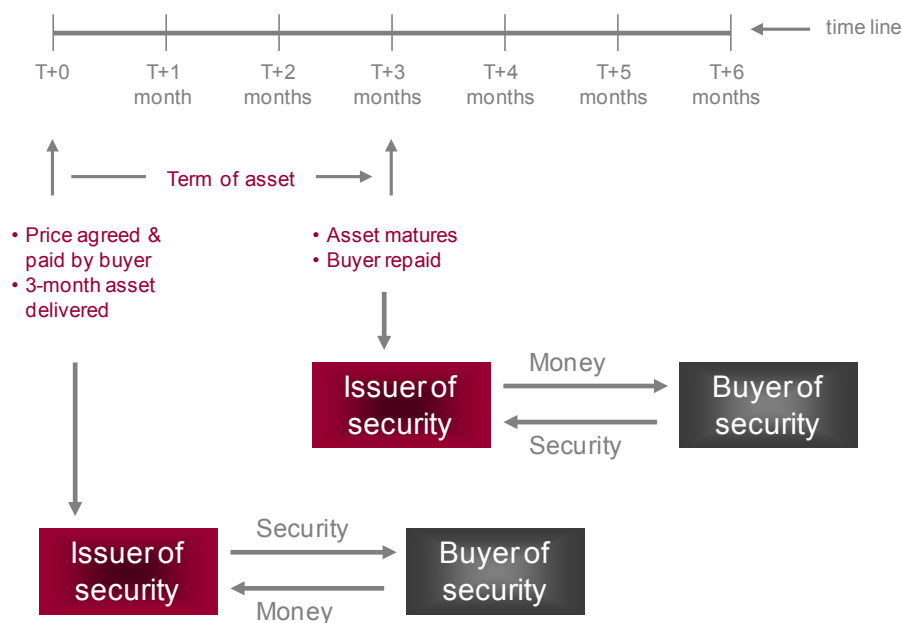 time line
T+0
T+1
month
T+2
months
T+3
months
T+4
months
T+5
months
T+6
months
Term of asset
• Price agreed &
paid by buyer
• 3-month asset
delivered
• Asset matures
• Buyer repaid
Issuer of
security
Money
Security
Buyer of
security
Issuer of
security
Security
Money
Buyer of
security